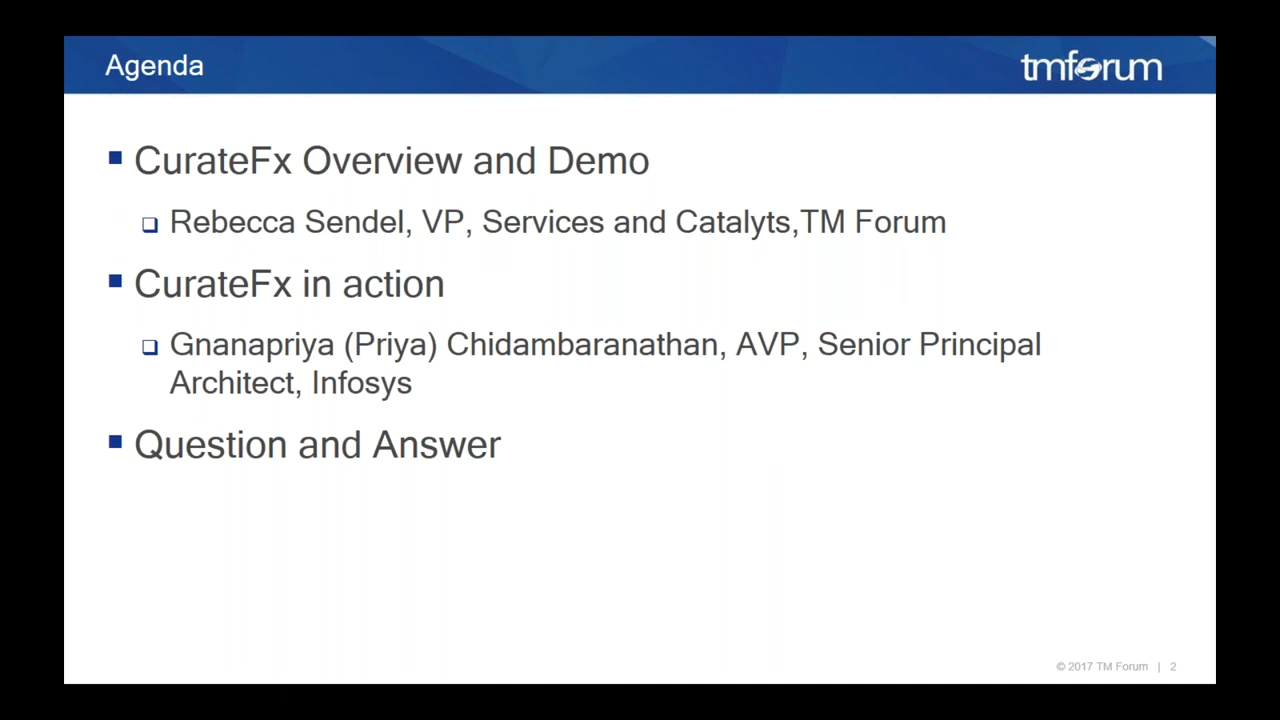 Agenda
tmforum
CurateFx Overview and Demo
Rebecca Sendel, VP, Services and Catalyts,TM Forum
CurateFx in action
Gnanapriya (Priya) Chidambaranathan, AVP, Senior Principal
Architect, Infosys
Question and Answer
© 2017 TM Forum | 2